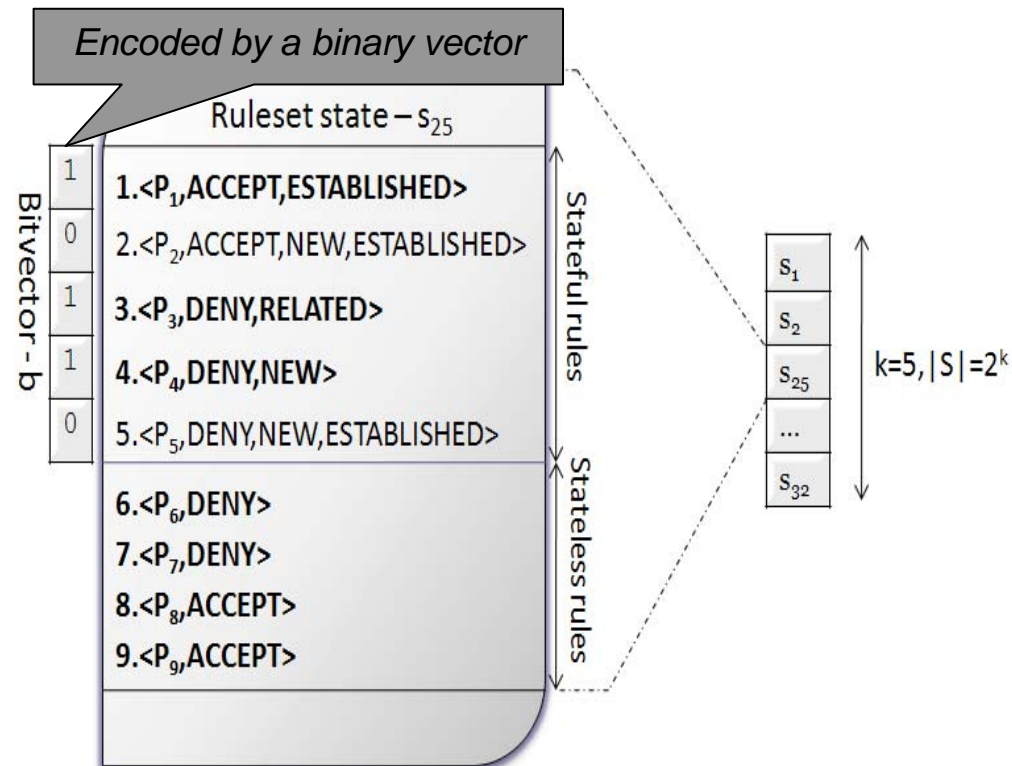 Encoded by a binary vector
Ruleset state – s25
Bitvector - b
1
0
1
1
0
1.<P1,ACCEPT,ESTABLISHED>
2.<P2,ACCEPT,NEW,ESTABLISHED>
3.<P3,DENY,RELATED>
4.<P4,DENY,NEW>
5.<P5,DENY,NEW,ESTABLISHED>
Stateful rules
6.<P6,DENY>
7.<P7,DENY>
8.<P8,ACCEPT>
9.<P9,ACCEPT>
Stateless rules
s1
s2
s25
...
s32
k=5,|S|=2^k